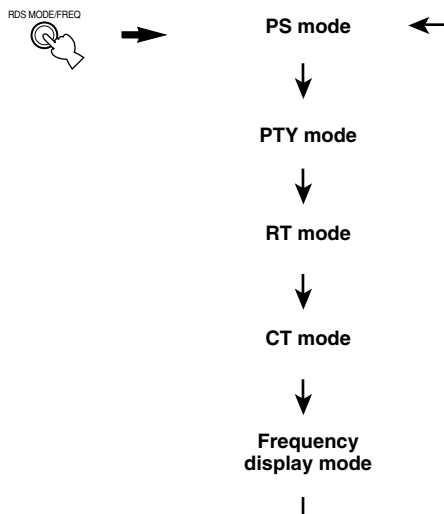 RDS MODE/FREQ
PS mode
PTY mode
RT mode
CT mode
Frequency
display mode